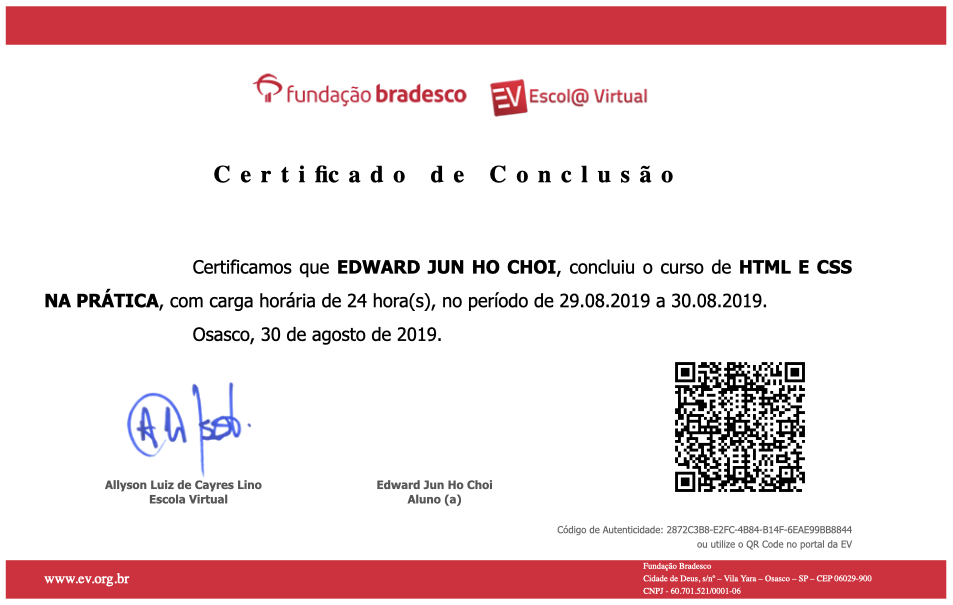 fundação bradesco EV Escol@ Virtual
Certificado de Conclusão
Certificamos que EDWARD JUN HO CHOI, concluiu o curso de HTML E CSS
NA PRÁTICA, com carga horária de 24 hora(s), no período de 29.08.2019 a 30.08.2019.
Osasco, 30 de agosto de 2019.
Allyson Luiz de Cayres Lino
Escola Virtual
Edward Jun Ho Choi
Aluno (a)
Código de Autenticidade: 2872C3B8-E2FC-4B84-B14F-6EAE99BB8844
ou utilize o QR Code no portal da EV
www.ev.org.br
Fundação Bradesco
Cidade de Deus, s/nº – Vila Yara – Osasco – SP – CEP 06029-900
CNPJ - 60.701.521/0001-06